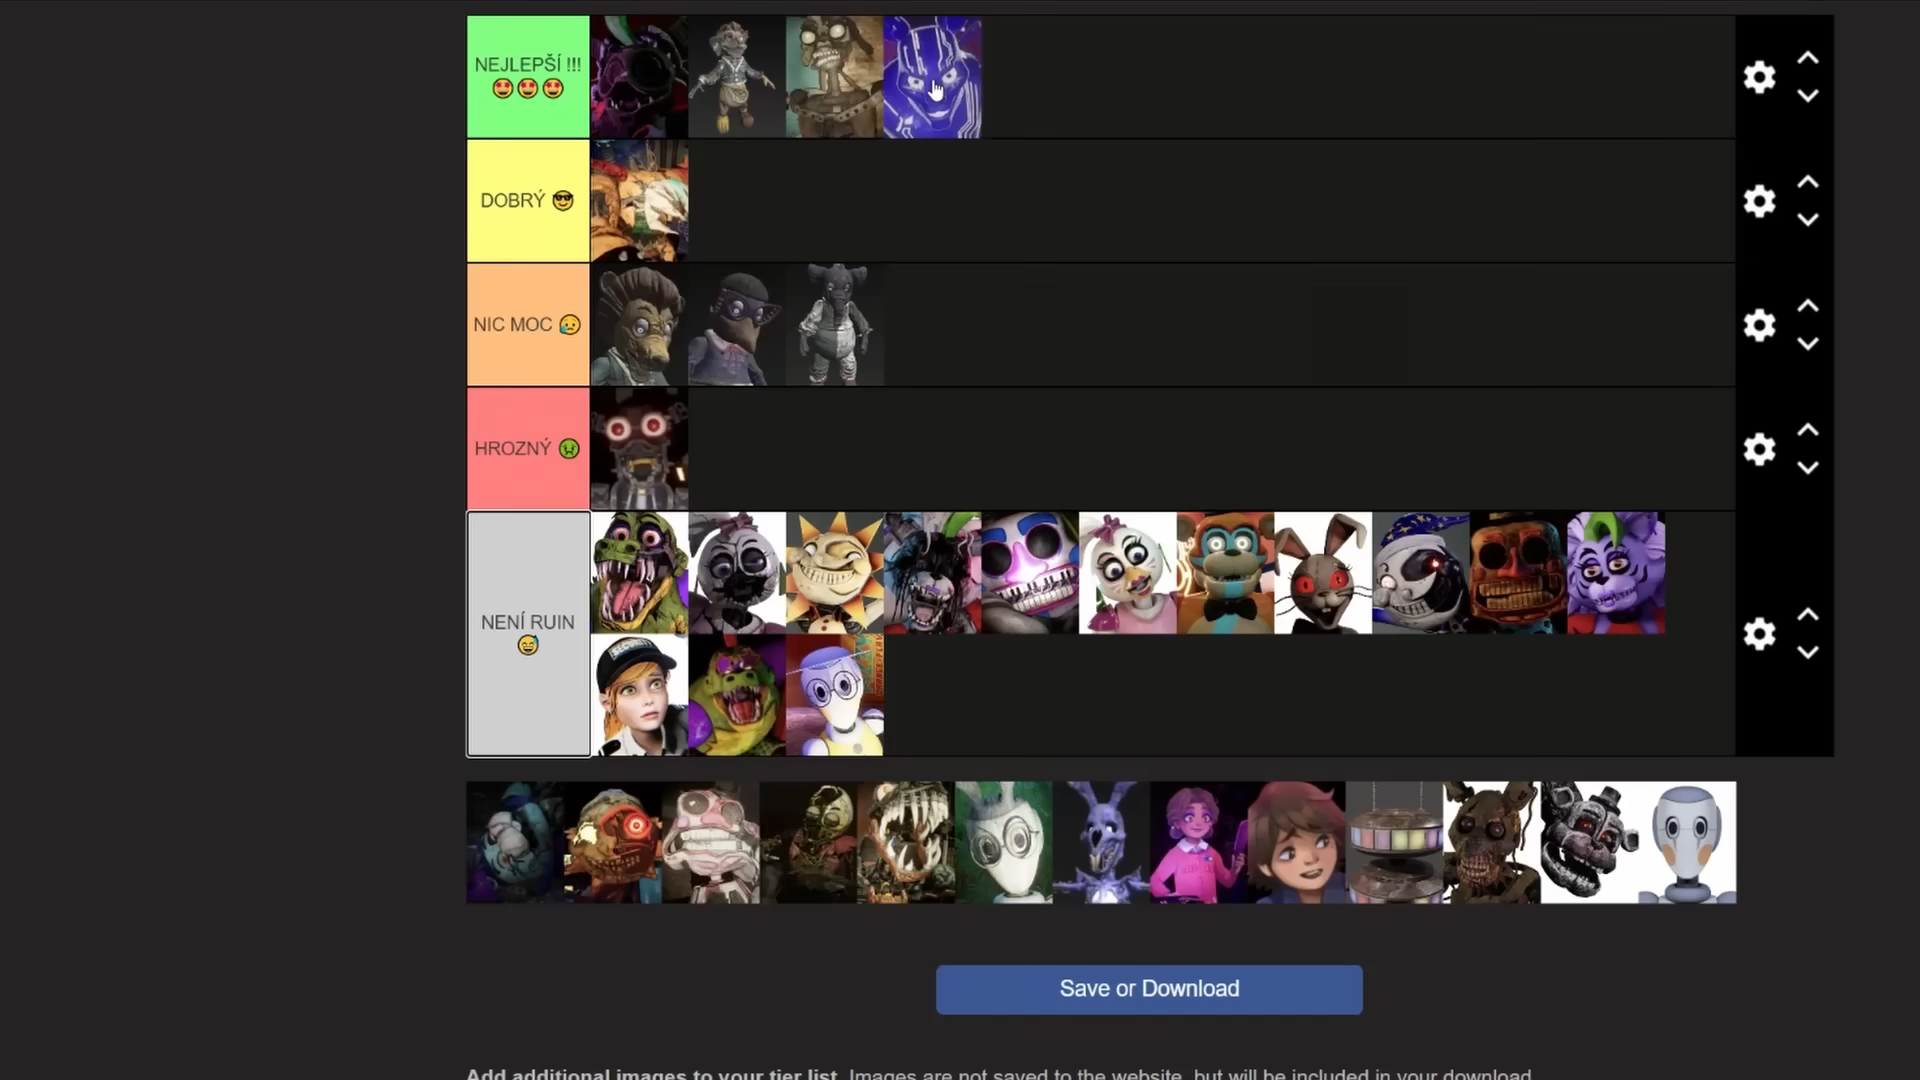 NEJLEPŠÍ !!!
🤩🤩🤩
DOBRÝ 😎
NIC MOC 😥
HROZNÝ 🤢
NENÍ RUIN
😅
Save or Download
Add additional images to your tier list. Images are not saved to the website, but will be included in your download.